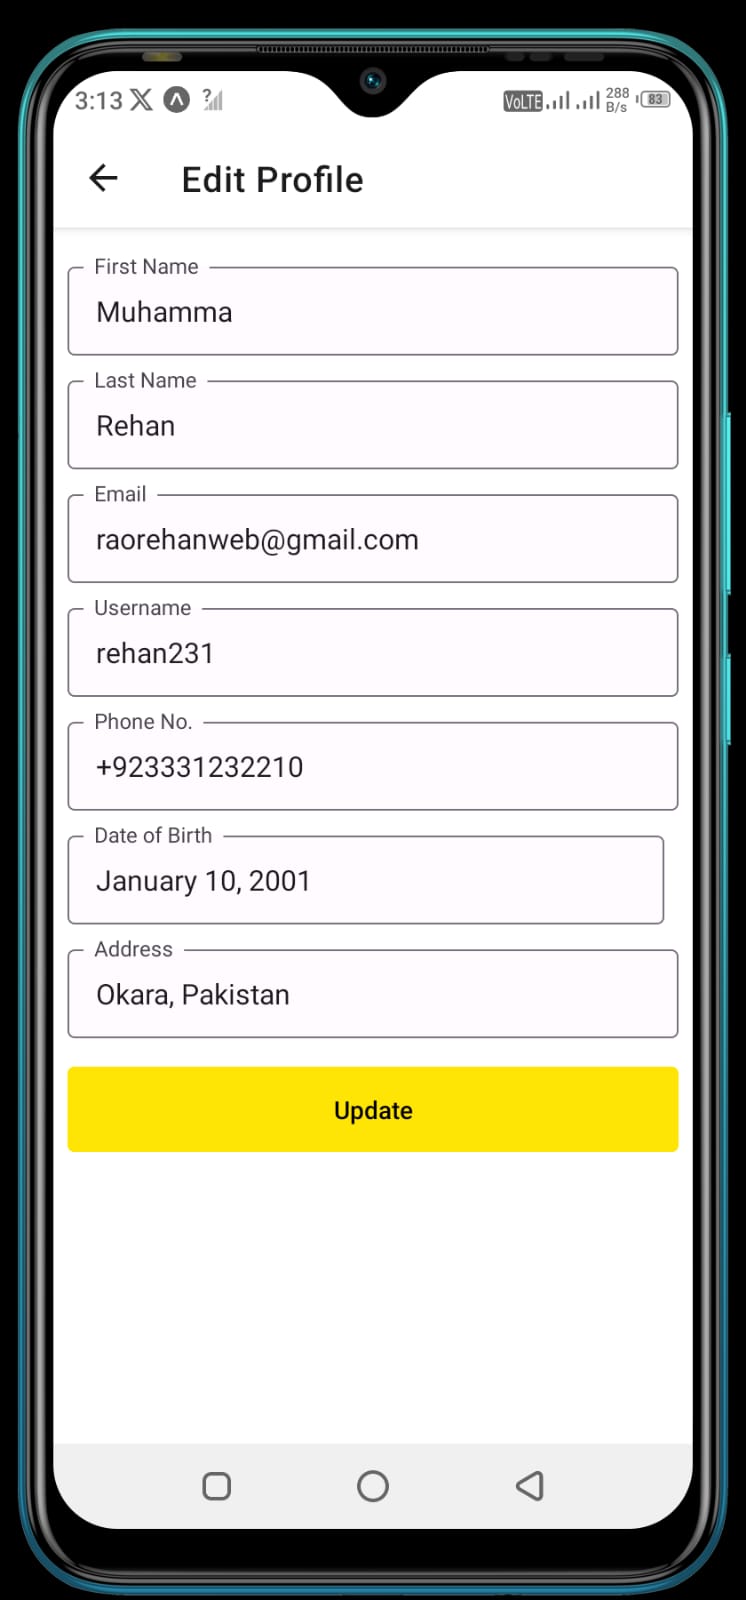 3:13
VoLTE
288
B/s
83
Edit Profile
First Name
Muhamma
Last Name
Rehan
Email
raorehanweb@gmail.com
Username
rehan231
Phone No.
+923331232210
Date of Birth
January 10, 2001
Address
Okara, Pakistan
Update